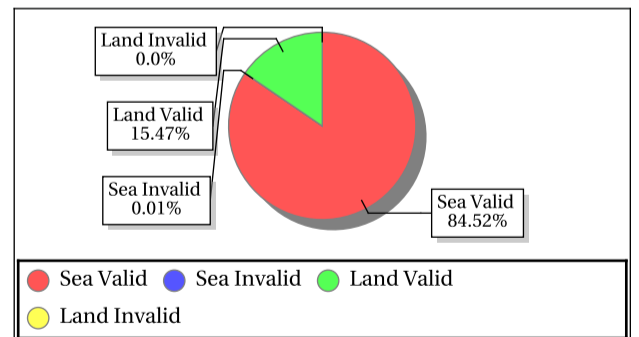 Land Invalid
0.0%
Land Valid
15.47%
Sea Invalid
0.01%
Sea Valid
84.52%
Sea Valid Sea Invalid Land Valid
Land Invalid